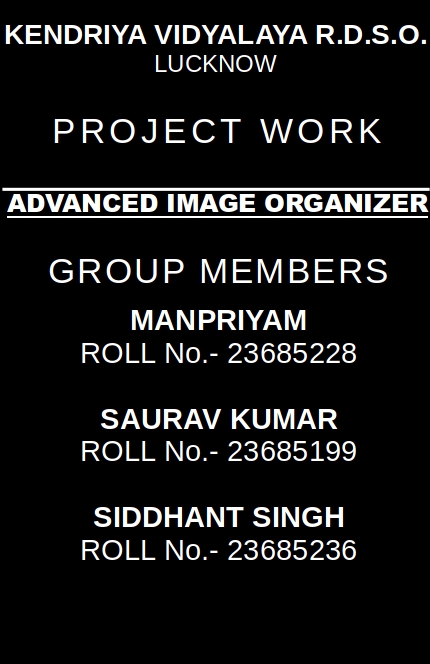 KENDRIYA VIDYALAYA R.D.S.O.
LUCKNOW
PROJECT WORK
ADVANCED IMAGE ORGANIZER
GROUP MEMBERS
MANPRIYAM
ROLL No.- 23685228
SAURAV KUMAR
ROLL No.- 23685199
SIDDHANT SINGH
ROLL No.- 23685236